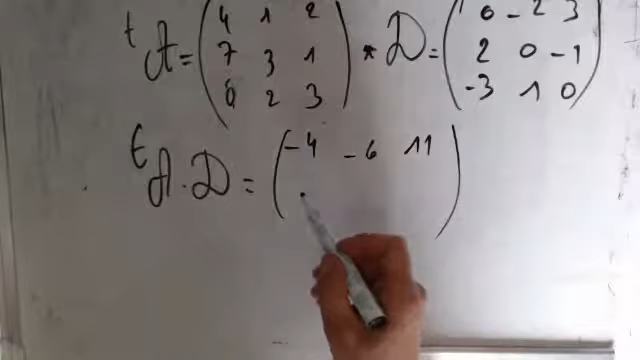 ᵗA = ( 4 1 2 * D = ( 0 -2 3
7 3 1 2 0 -1
0 2 3 ) -3 1 0 )
ᵗA . D = ( -4 -6 11 )